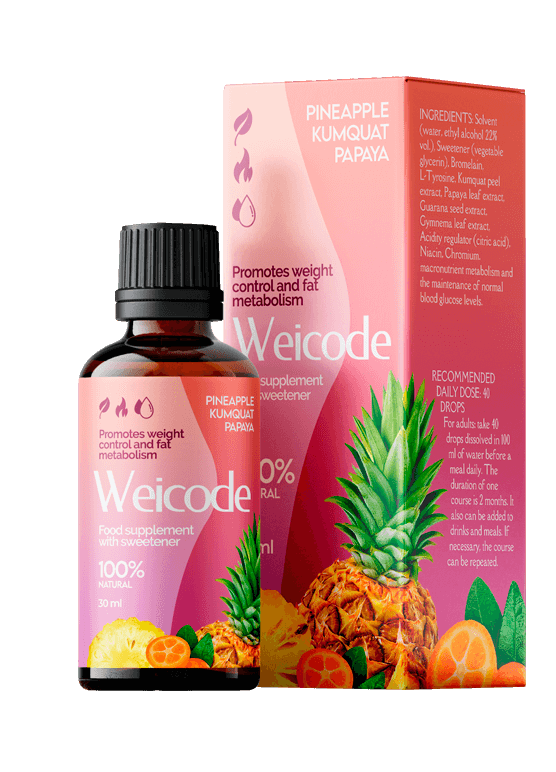 PINEAPPLE
KUMQUAT
PAPAYA
Promotes weight
control and fat
metabolism
Weicode
supplement
sweetener
0%
NATURAL
ml
INGREDIENTS: Solvent
(water, ethyl alcohol 22%
vol.), Sweetener (vegetable
glycerin), Bromelain,
L-Tyrosine, Kumquat peel
extract, Papaya leaf extract,
Guarana seed extract,
Gymnema leaf extract,
Acidity regulator (citric acid),
Niacin, Chromium.
macronutrient metabolism and
the maintenance of normal
blood glucose levels.
RECOMMENDED
DAILY DOSE: 40
DROPS
For adults: take 40
drops dissolved in 100
ml of water before a
meal daily. The
duration of one
course is 2 months. It
also can be added to
drinks and meals. If
necessary, the course
can be repeated.
PINEAPPLE
KUMQUAT
PAPAYA
Promotes weight
control and fat
metabolism
Weicode
Food supplement
with sweetener
100%
NATURAL
30 ml